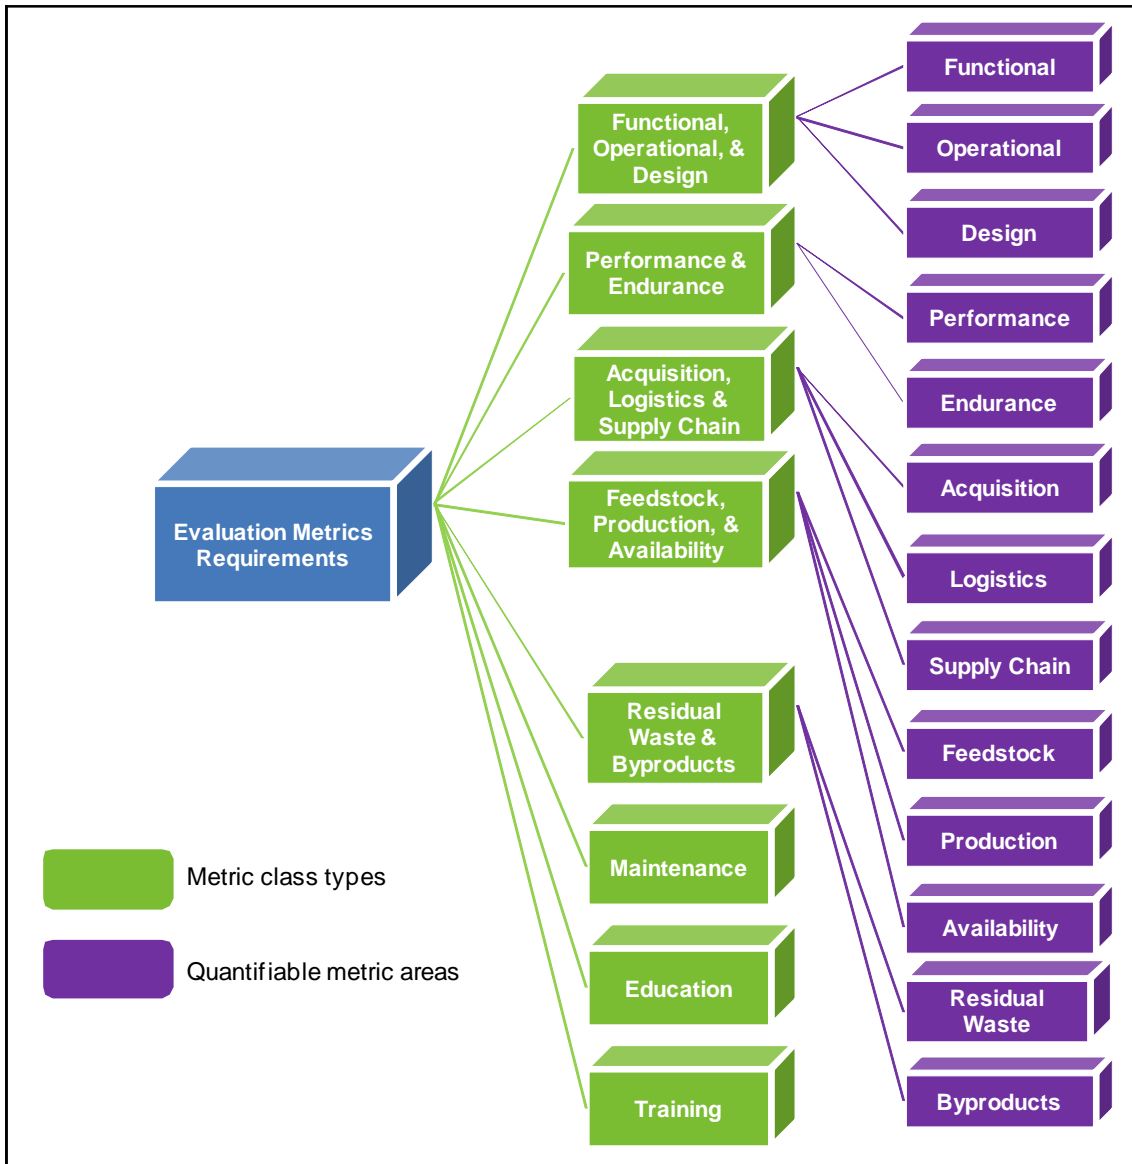 Evaluation Metrics
Requirements
Functional,
Operational, &
Design
Performance &
Endurance
Acquisition,
Logistics &
Supply Chain
Feedstock,
Production, &
Availability
Residual
Waste &
Byproducts
Maintenance
Education
Training
Functional
Operational
Design
Performance
Endurance
Acquisition
Logistics
Supply Chain
Feedstock
Production
Availability
Residual
Waste
Byproducts
Metric class types
Quantifiable metric areas